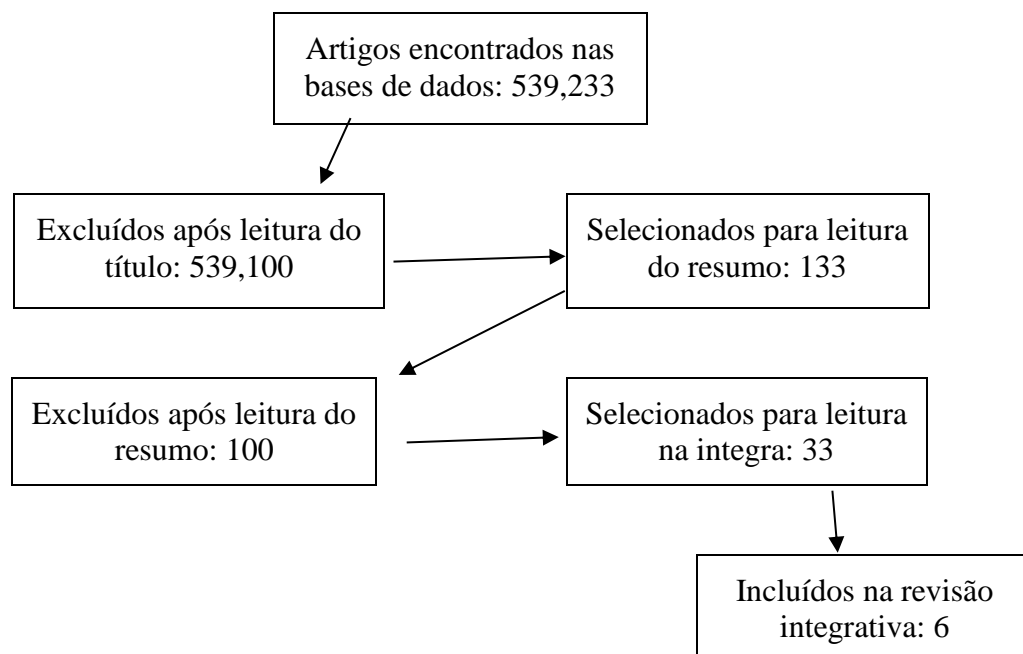 Artigos encontrados nas
bases de dados: 539,233
Excluídos após leitura do
título: 539,100
Selecionados para leitura
do resumo: 133
Excluídos após leitura do
resumo: 100
Selecionados para leitura
na integra: 33
Incluídos na revisão
integrativa: 6